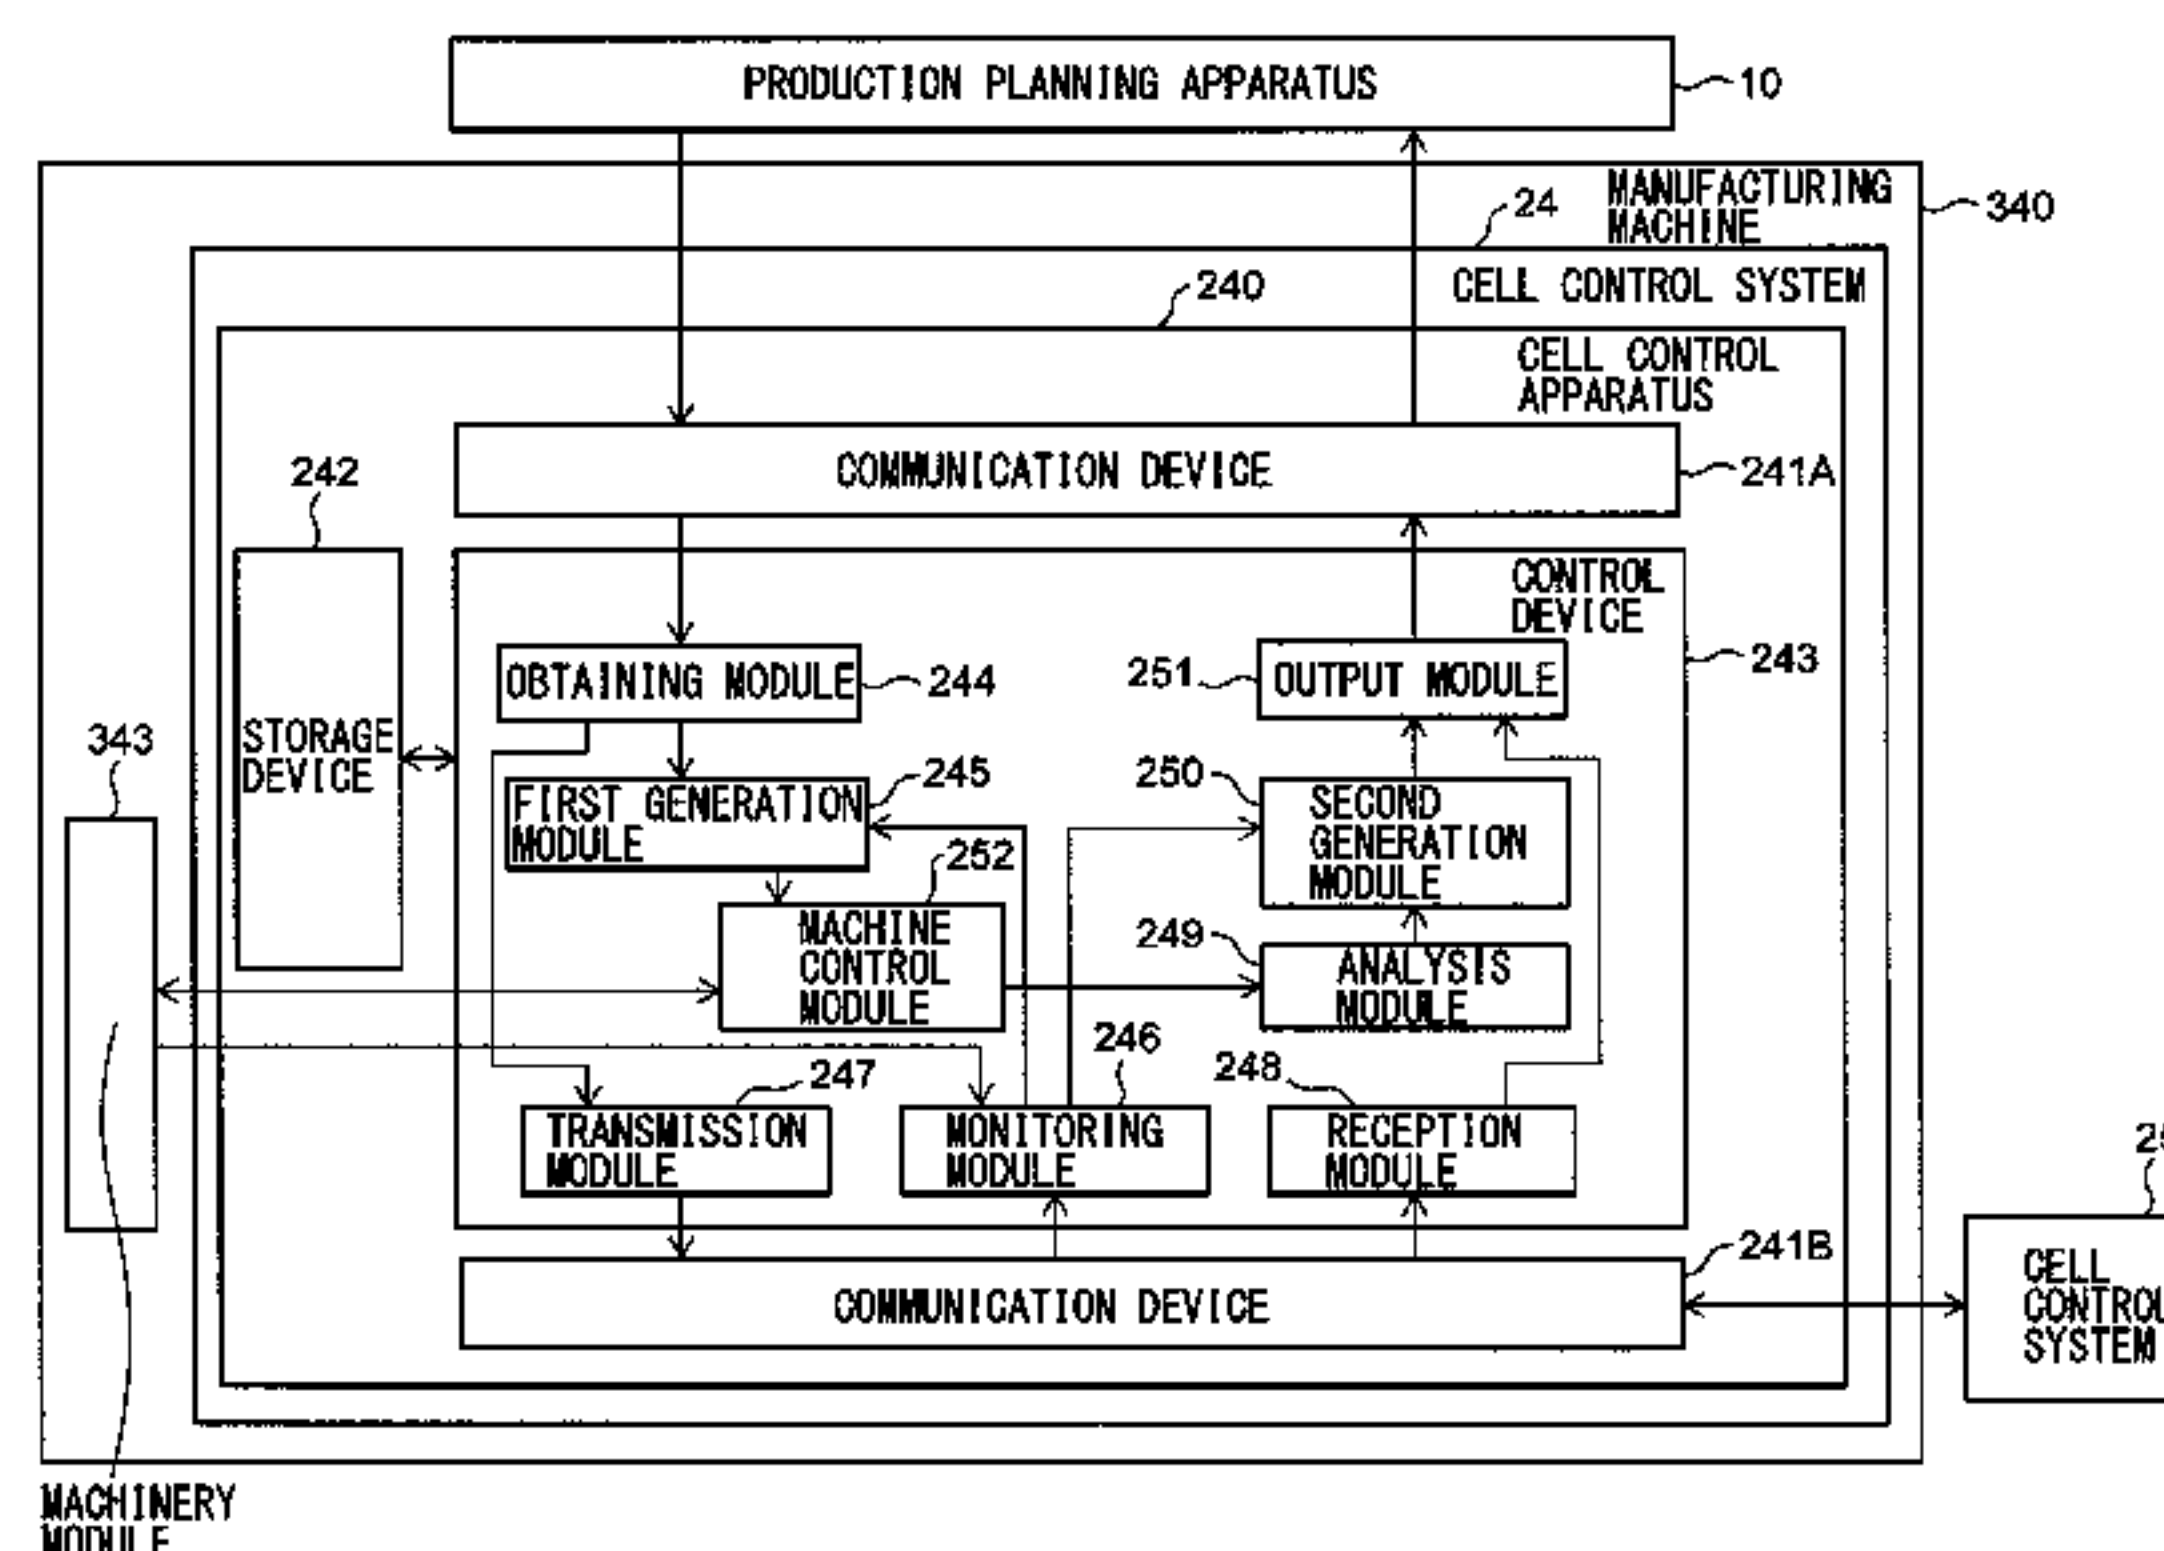 PRODUCTION PLANNING APPARATUS
10
MANUFACTURING
MACHINE
340
24
CELL CONTROL SYSTEM
240
CELL CONTROL
APPARATUS
COMMUNICATION DEVICE
241A
242
STORAGE
DEVICE
CONTROL
DEVICE
243
OBTAINING MODULE
244
251
OUTPUT MODULE
343
FIRST GENERATION
MODULE
245
250
SECOND
GENERATION
MODULE
252
MACHINE
CONTROL
MODULE
249
ANALYSIS
MODULE
247
TRANSMISSION
MODULE
246
MONITORING
MODULE
248
RECEPTION
MODULE
241B
COMMUNICATION DEVICE
CELL
CONTROL
SYSTEM
MACHINERY
MODULE